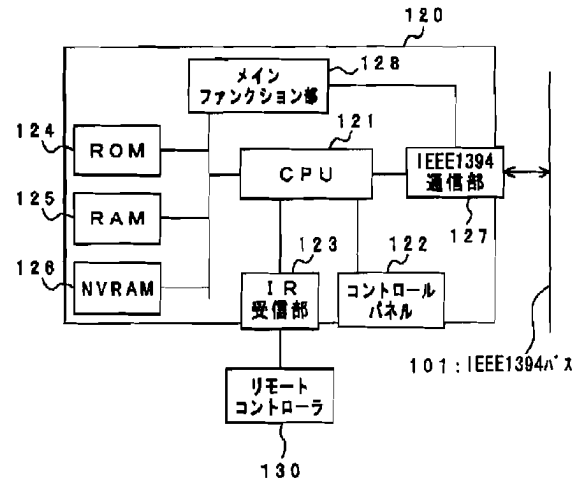 120
128
メイン
ファンクション部
124
ROM
121
CPU
IEEE1394
通信部
127
125
RAM
126
NVRAM
123
IR
受信部
122
コントロール
パネル
101:IEEE1394バス
リモート
コントローラ
130